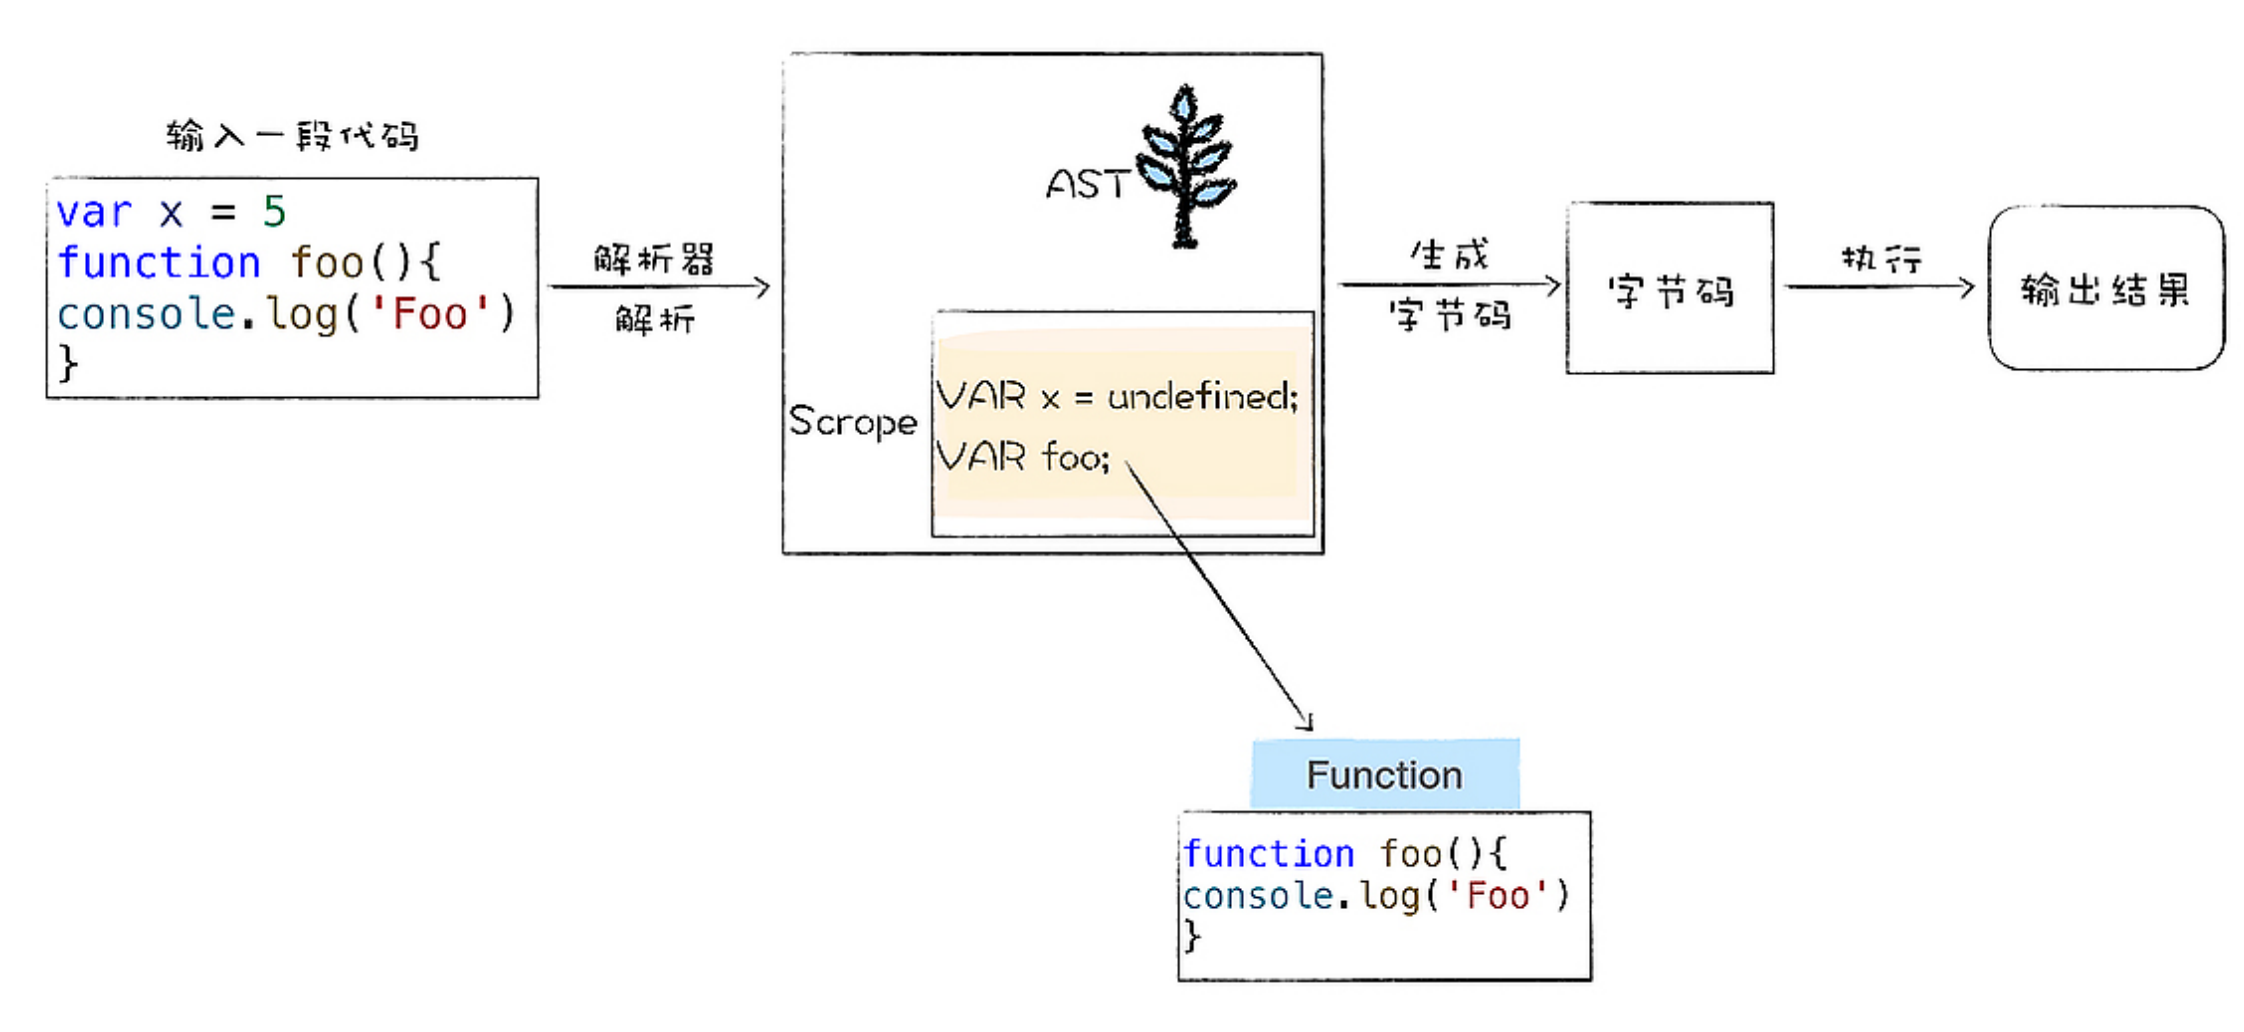 输入一段代码
var x = 5
function foo(){
console.log('Foo')
}
解析器
解析
AST
Scrope
VAR x = undefined;
VAR foo;
生成
字节码
字节码
执行
输出结果
Function
function foo(){
console.log('Foo')
}